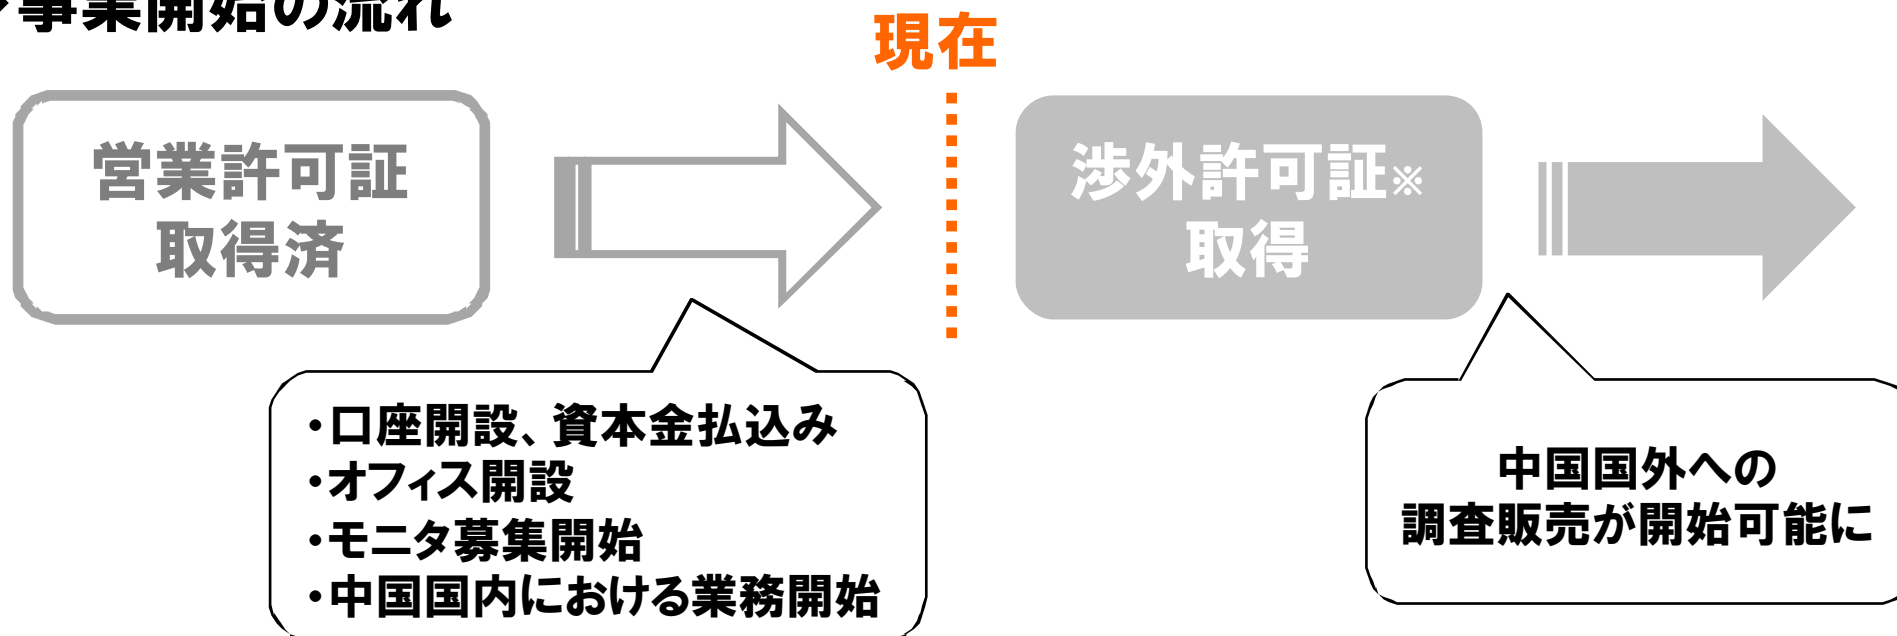 事業開始の流れ
現在
営業許可証
取得済
渉外許可証※
取得
・口座開設、資本金払込み
・オフィス開設
・モニタ募集開始
・中国国内における業務開始
中国国外への
調査販売が開始可能に